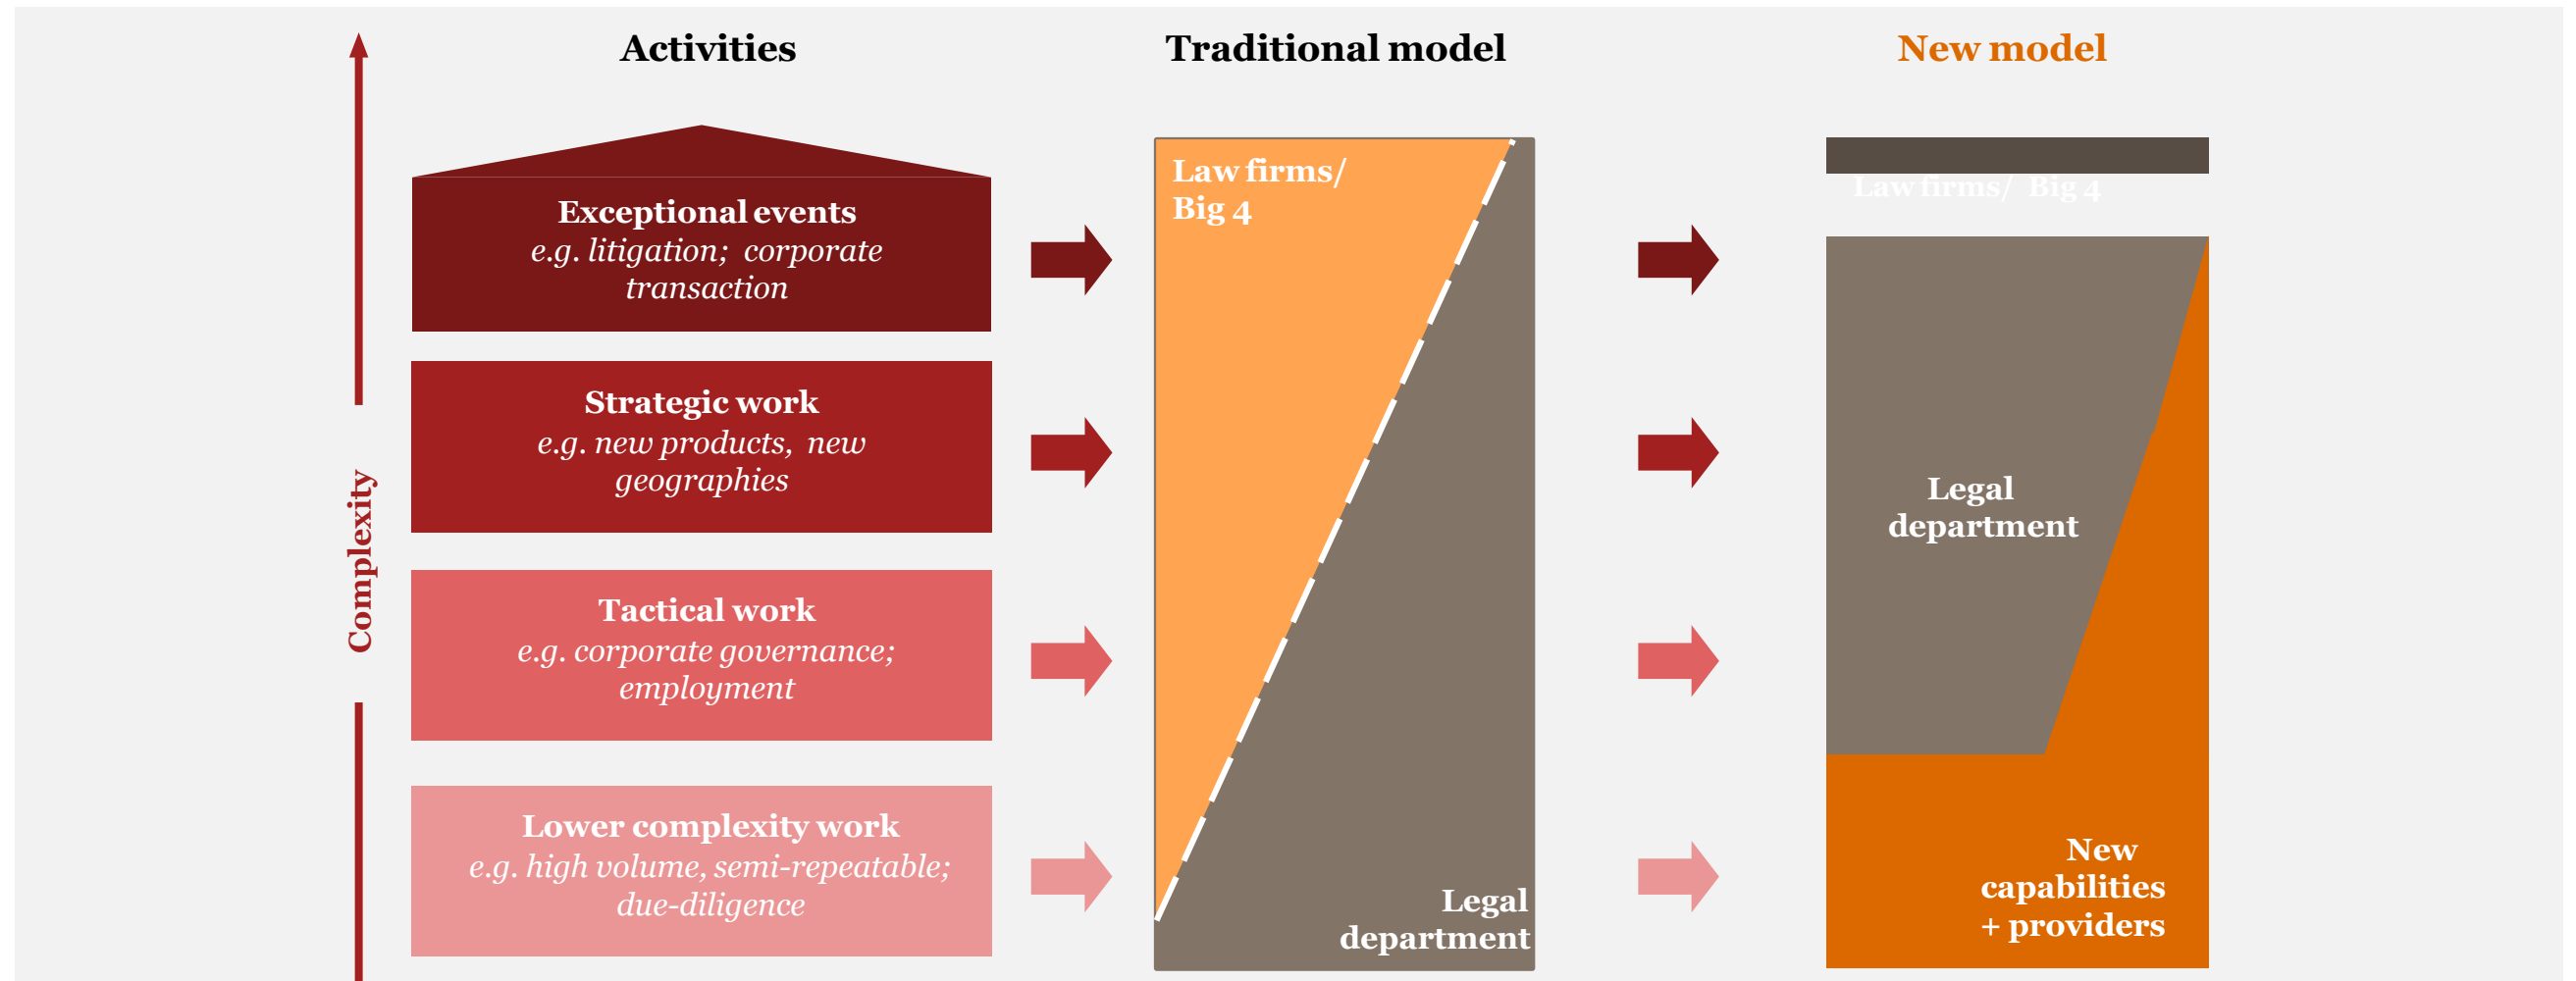 Activities
Traditional model
New model
Complexity
Exceptional events
e.g. litigation; corporate
transaction
Strategic work
e.g. new products, new
geographies
Tactical work
e.g. corporate governance;
employment
Lower complexity work
e.g. high volume, semi-repeatable;
due-diligence
Law firms/
Big 4
Legal
department
Law firms/ Big 4
Legal
department
New
capabilities
+ providers